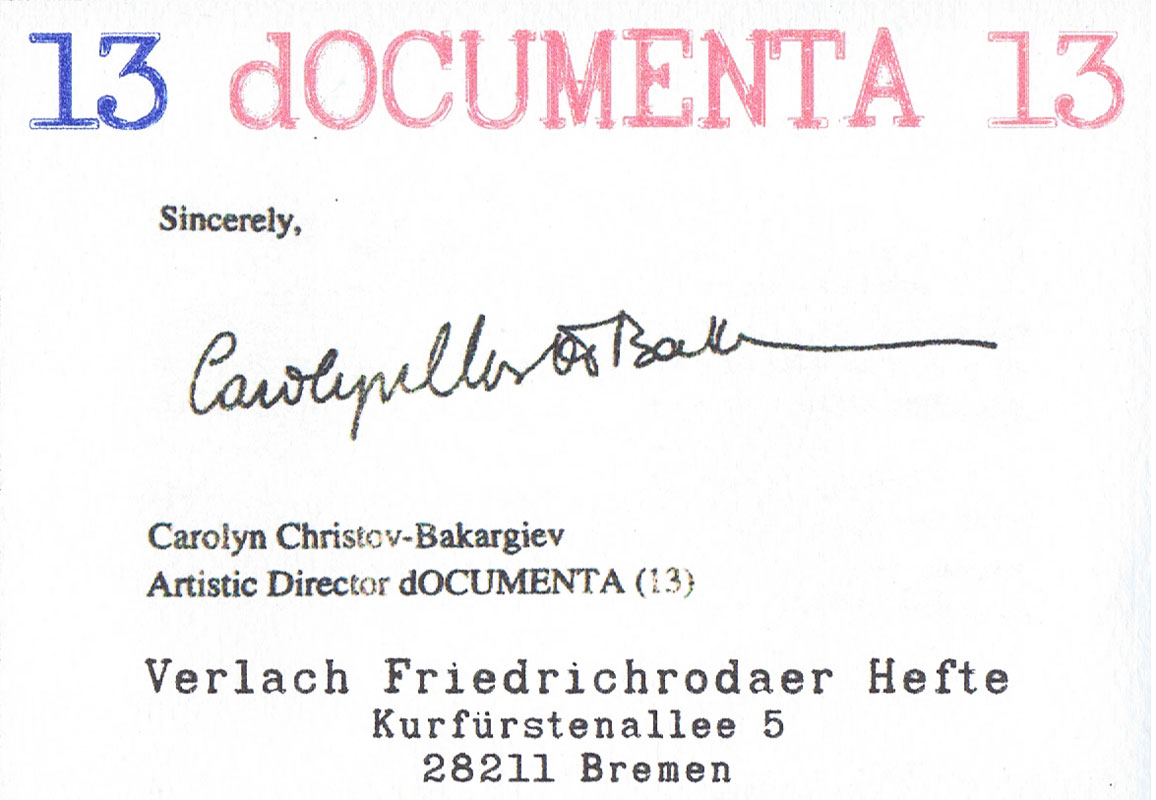 13 dOCUMENTA 13
Sincerely,
Carolyn Christov-Bakargiev
Artistic Director dOCUMENTA (13)
Verlach Friedrichrodaer Hefte
Kurfürstenallee 5
28211 Bremen